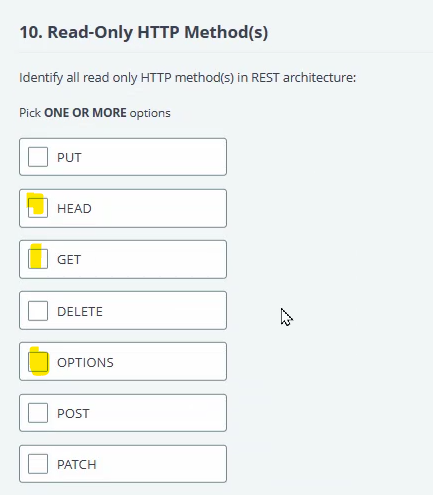 10. Read-Only HTTP Method(s)
Identify all read only HTTP method(s) in REST architecture:
Pick ONE OR MORE options
PUT
HEAD
GET
DELETE
OPTIONS
POST
PATCH